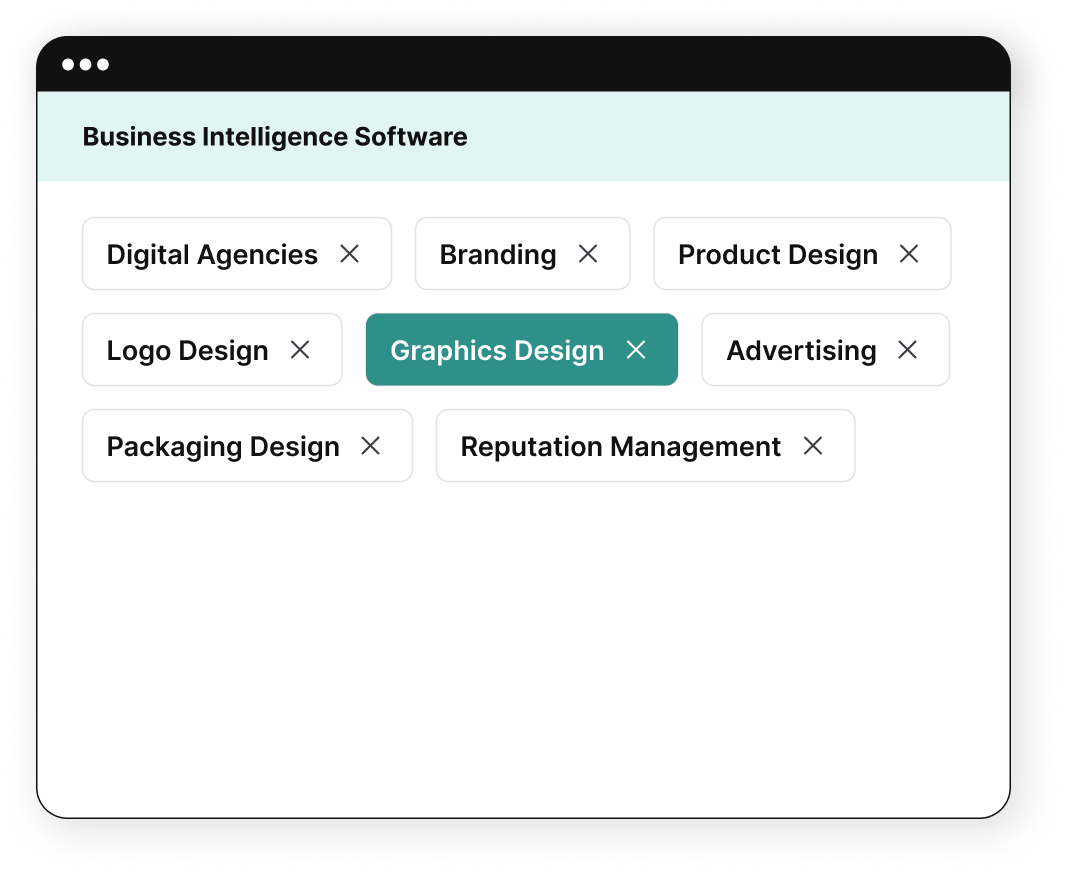 Business Intelligence Software
Digital Agencies
Branding
Product Design
Logo Design
Graphics Design
Advertising
Packaging Design
Reputation Management